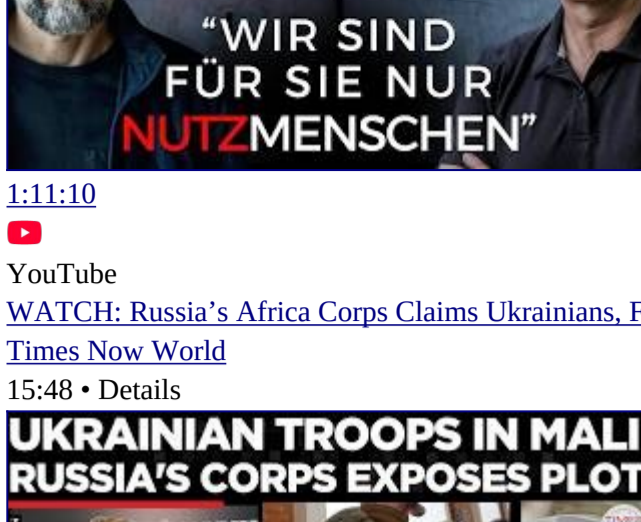 “WIR SIND
FÜR SIE NUR
NUTZMENSCHEN”
1:11:10
YouTube
WATCH: Russia’s Africa Corps Claims Ukrainians,
Times Now World
15:48 • Details
UKRAINIAN TROOPS IN MALI
RUSSIA'S CORPS EXPOSES PLOT